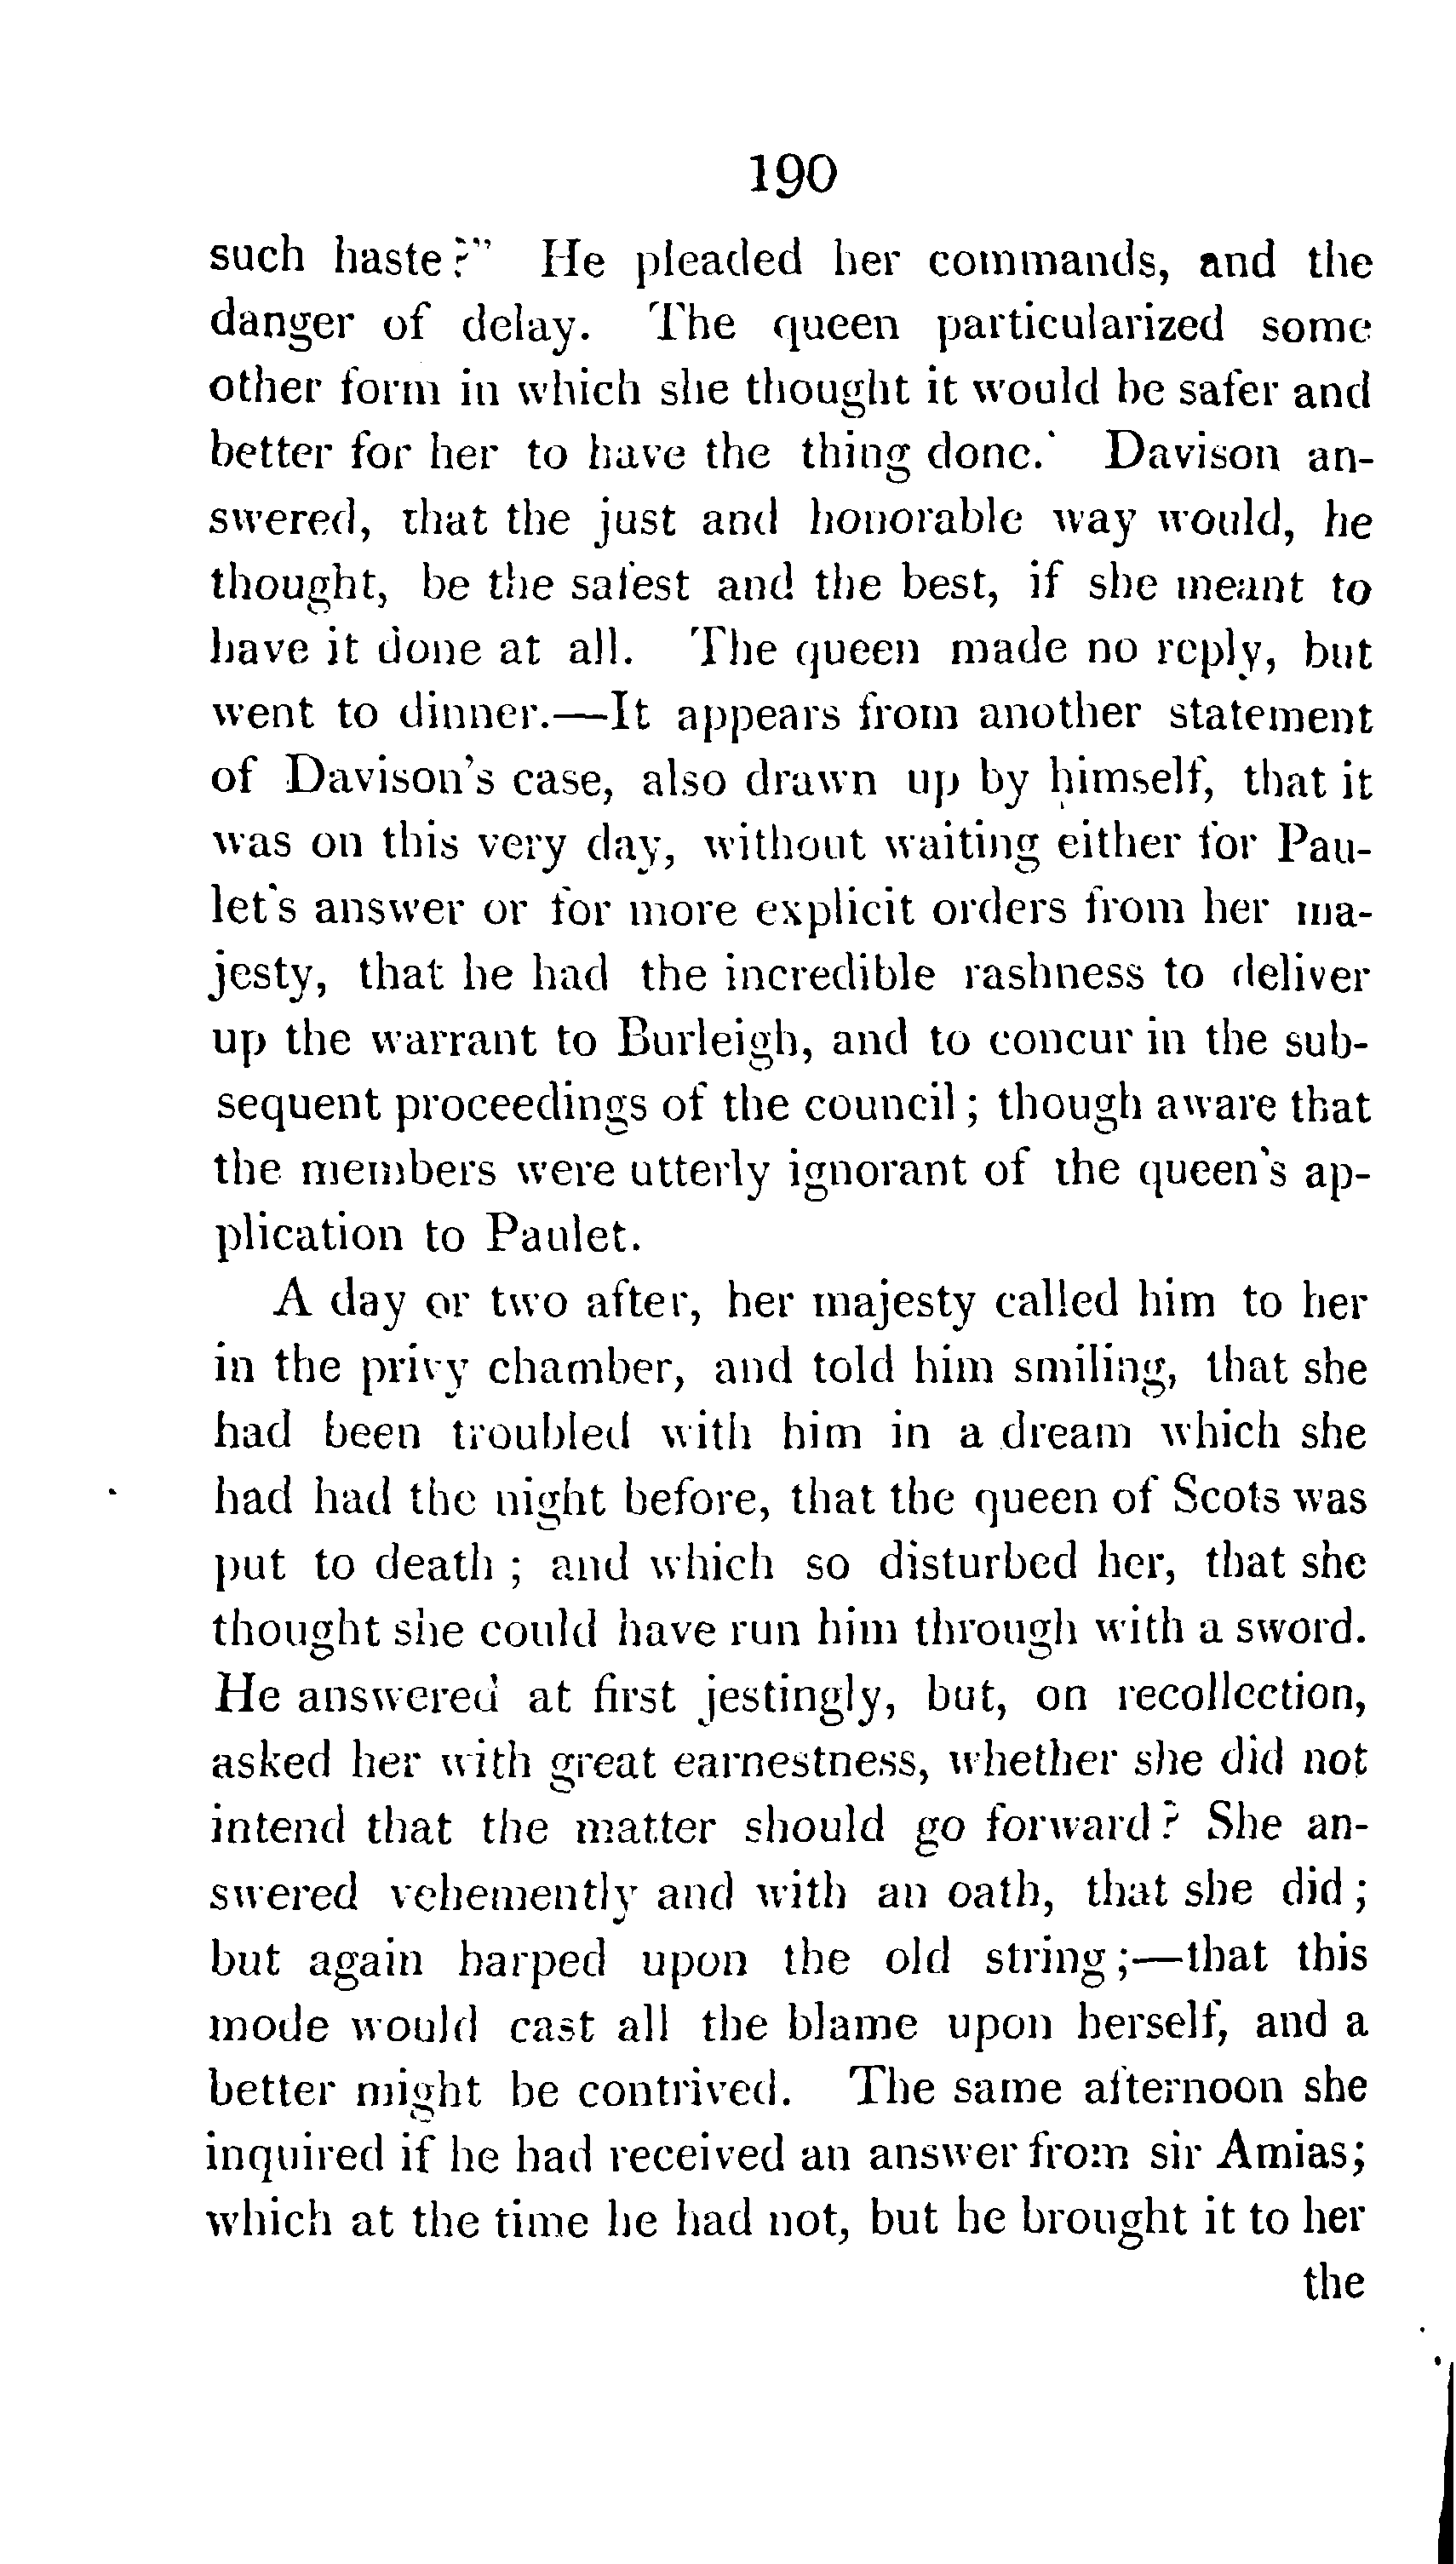 190
such haste?" He pleaded her commands, and the
danger of delay. The queen particularized some
other form in which she thought it would be safer and
better for her to have the thing done. Davison an-
swered, that the just and honorable way would, he
thought, be the safest and the best, if she meant to
have it done at all. The queen made no reply, but
went to dinner.—It appears from another statement
of Davison's case, also drawn up by himself, that it
was on this very day, without waiting either for Pau-
let's answer or for more explicit orders from her ma-
jesty, that he had the incredible rashness to deliver
up the warrant to Burleigh, and to concur in the sub-
sequent proceedings of the council; though aware that
the members were utterly ignorant of the queen's ap-
plication to Paulet.
A day or two after, her majesty called him to her
in the privy chamber, and told him smiling, that she
had been troubled with him in a dream which she
had had the night before, that the queen of Scots was
put to death; and which so disturbed her, that she
thought she could have run him through with a sword.
He answered at first jestingly, but, on recollection,
asked her with great earnestness, whether she did not
intend that the matter should go forward? She an-
swered vehemently and with an oath, that she did;
but again harped upon the old string;—that this
mode would cast all the blame upon herself, and a
better might be contrived. The same afternoon she
inquired if he had received an answer from sir Amias;
which at the time he had not, but he brought it to her
the